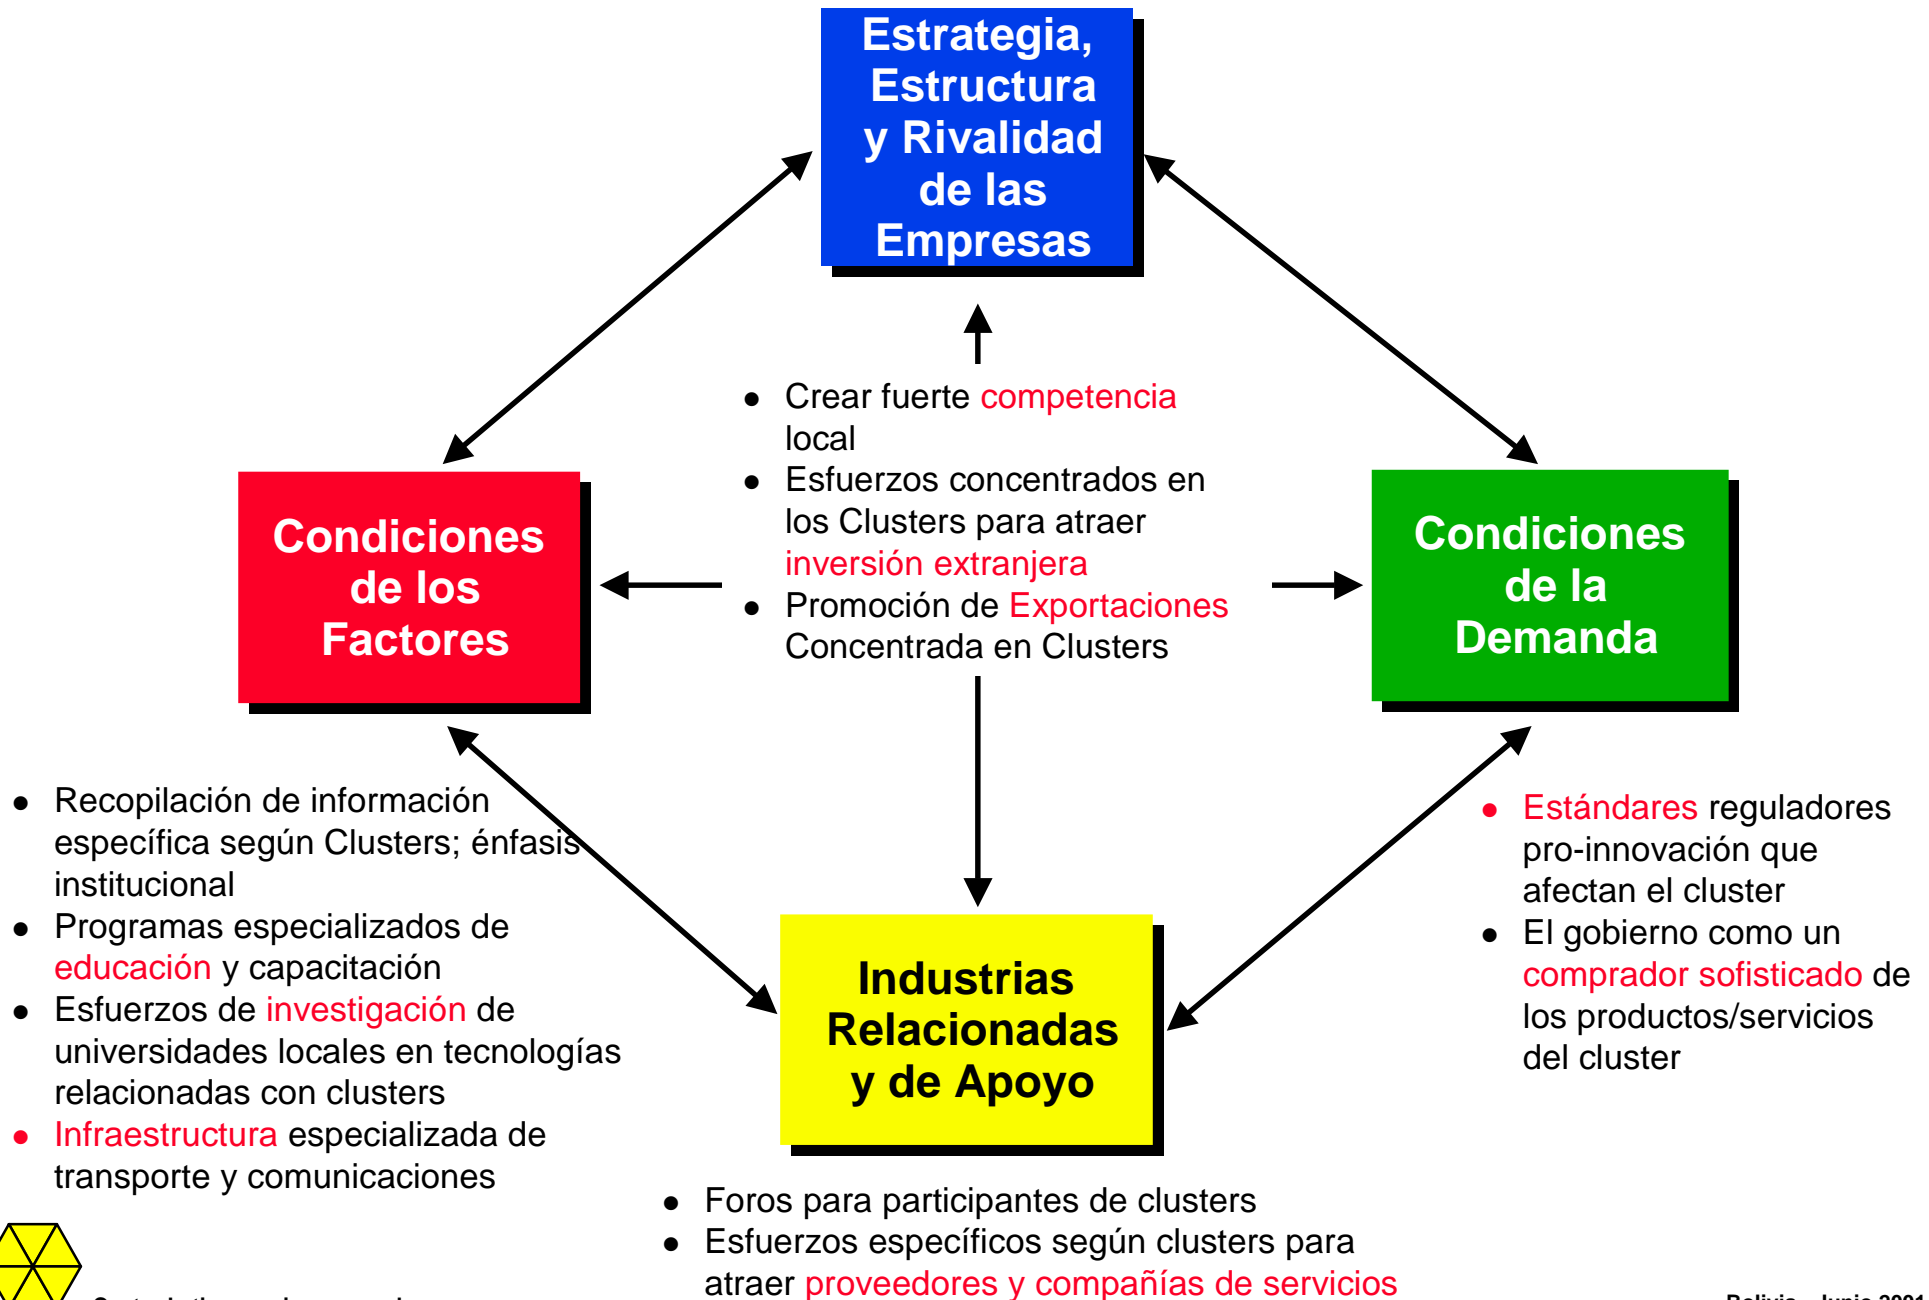 Estrategia,
Estructura
y Rivalidad
de las
Empresas
● Crear fuerte competencia
local
● Esfuerzos concentrados en
los Clusters para atraer
inversión extranjera
● Promoción de Exportaciones
Concentrada en Clusters
Condiciones
de los
Factores
Condiciones
de la
Demanda
● Recopilación de información
específica según Clusters; énfasis
institucional
● Programas especializados de
educación y capacitación
● Esfuerzos de investigación de
universidades locales en tecnologías
relacionadas con clusters
● Infraestructura especializada de
transporte y comunicaciones
● Estándares reguladores
pro-innovación que
afectan el cluster
● El gobierno como un
comprador sofisticado de
los productos/servicios
del cluster
Industrias
Relacionadas
y de Apoyo
● Foros para participantes de clusters
● Esfuerzos específicos según clusters para
atraer proveedores y compañías de servicios
Bolivia Junio 2001